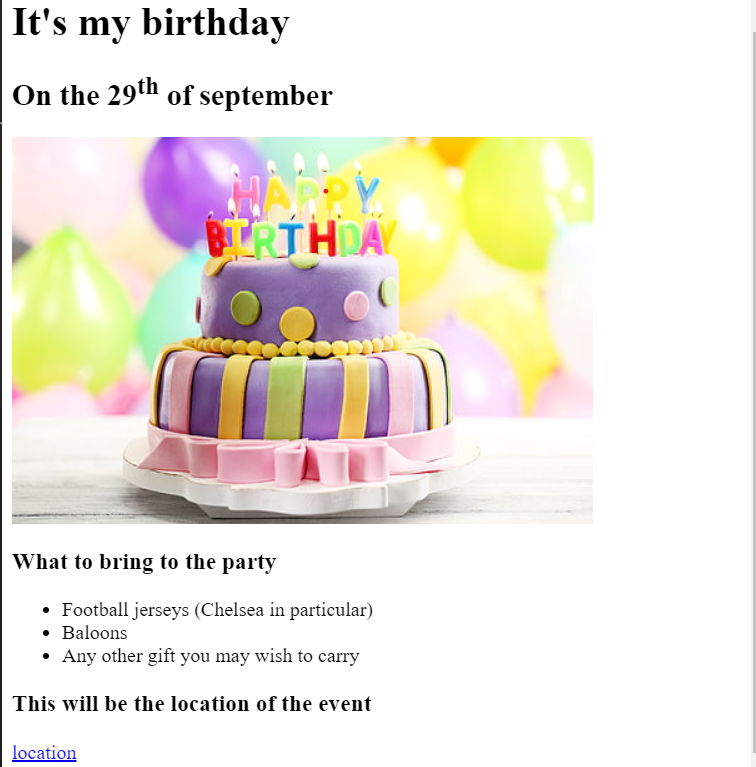 It's my birthday
On the 29th of september
HAPPY
BIRTHDAY
What to bring to the party
Football jerseys (Chelsea in particular)
Baloons
Any other gift you may wish to carry
This will be the location of the event
location